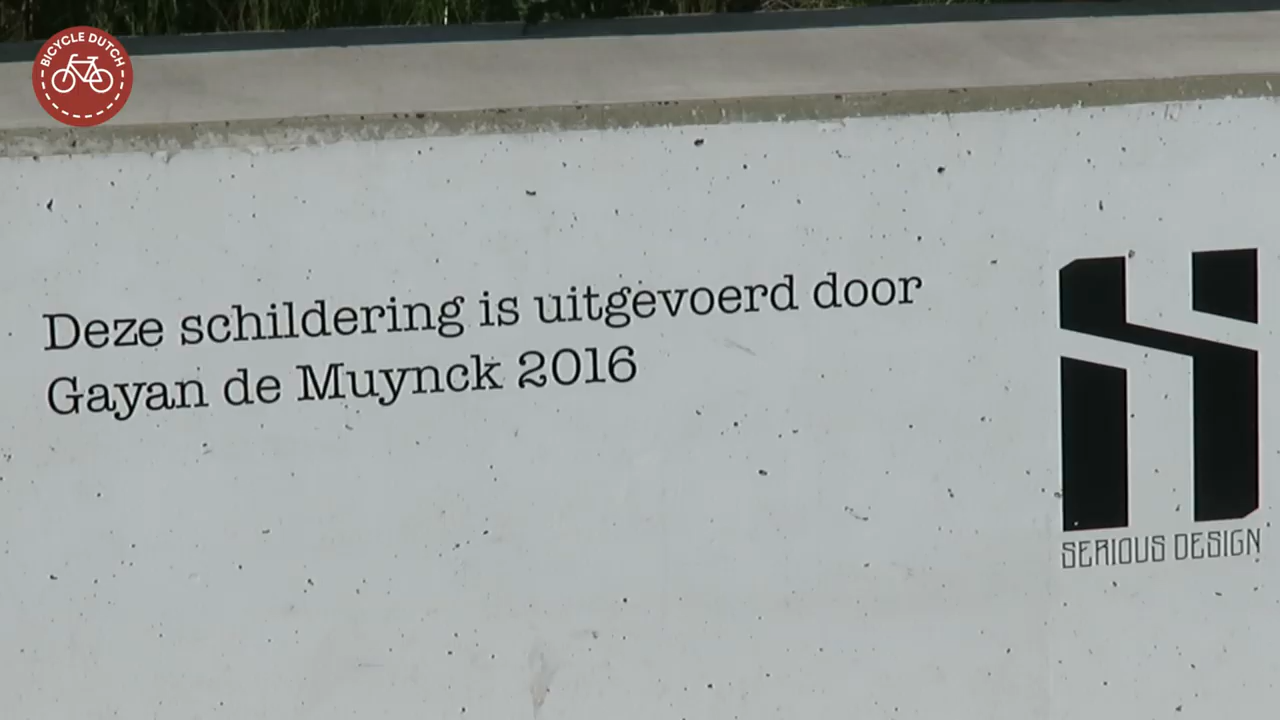 BICYCLE DUTCH
Deze schildering is uitgevoerd door
Gayan de Muynck 2016
SERIOUS DESIGN